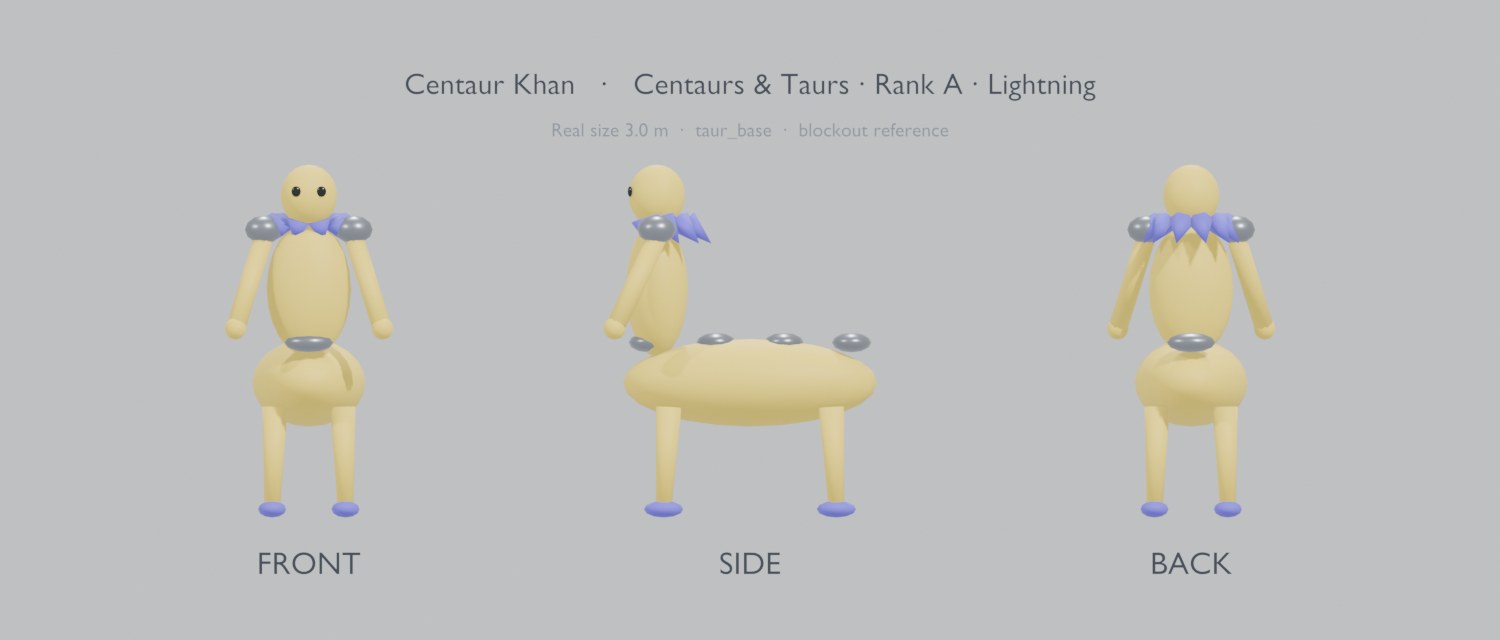 Centaur Khan · Centaurs & Taurs · Rank A · Lightning
Real size 3.0 m · taur_base · blockout reference
FRONT SIDE BACK